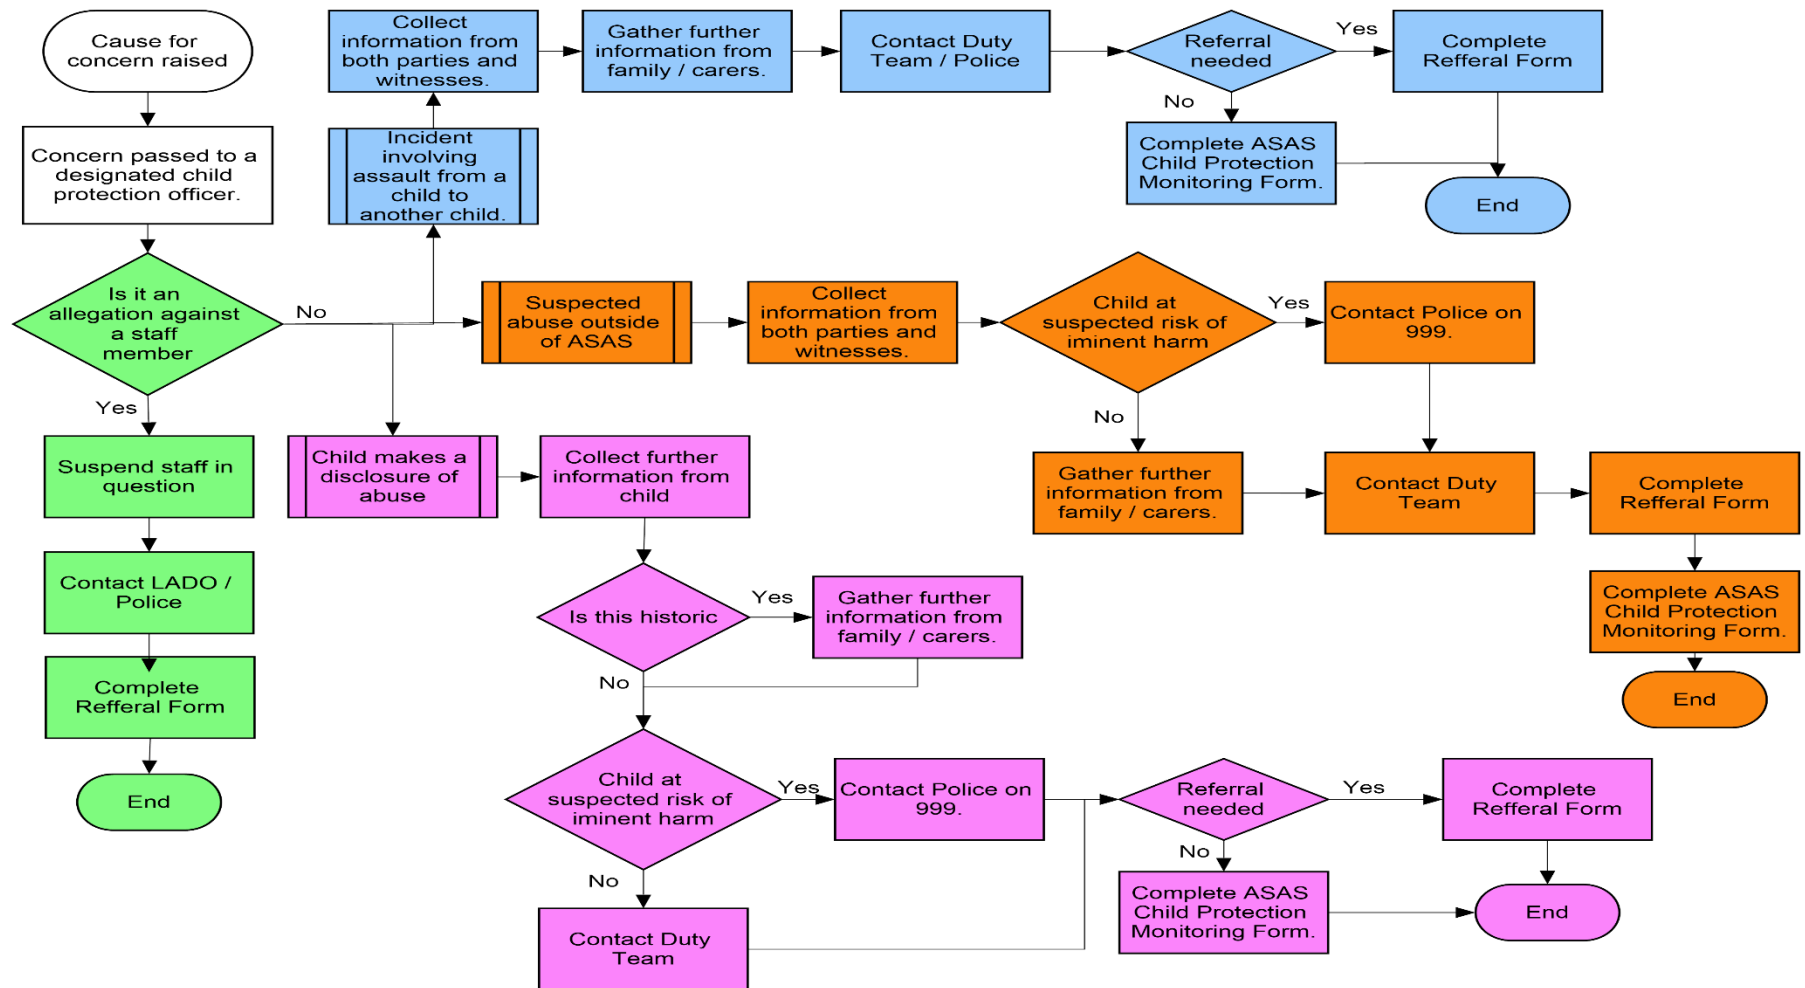 Cause for
concern raised
Concern passed to a
designated child
protection officer.
Is it an
allegation against
a staff
member
No
Yes
Suspend staff in
question
Contact LADO /
Police
Complete
Refferal Form
End
Collect
information from
both parties and
witnesses.
Gather further
information from
family / carers.
Contact Duty
Team / Police
Referral
needed
Yes
Complete
Refferal Form
No
Complete ASAS
Child Protection
Monitoring Form.
End
Incident
involving
assault from a
child to
another child.
Suspected
abuse outside
of ASAS
Collect
information from
both parties and
witnesses.
Child at
suspected risk of
iminent harm
Yes
Contact Police on
999.
No
Gather further
information from
family / carers.
Contact Duty
Team
Complete
Refferal Form
Complete ASAS
Child Protection
Monitoring Form.
End
Child makes a
disclosure of
abuse
Collect further
information from
child
Is this historic
Yes
Gather further
information from
family / carers.
No
Child at
suspected risk of
iminent harm
Yes
Contact Police on
999.
No
Contact Duty
Team
Referral
needed
Yes
Complete
Refferal Form
No
Complete ASAS
Child Protection
Monitoring Form.
End